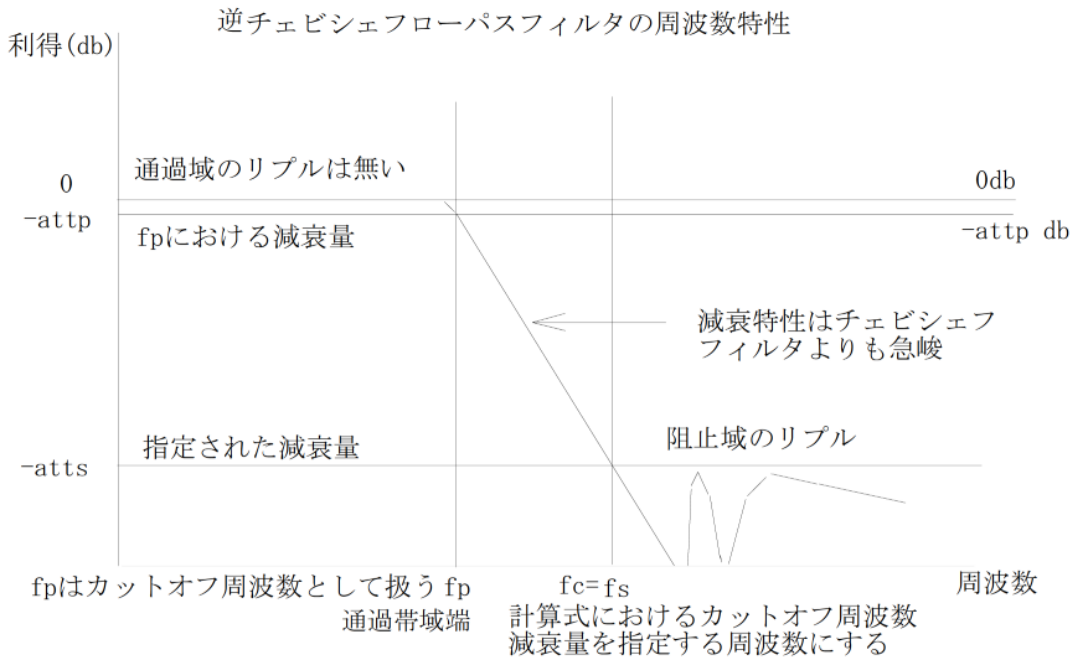 逆チェビシェフローパスフィルタの周波数特性
利得(db)
通過域のリプルは無い
0
0db
-attp
fpにおける減衰量
-attp db
減衰特性はチェビシェフ
フィルタよりも急峻
指定された減衰量
阻止域のリプル
-atts
fpはカットオフ周波数として扱う fp
fc=fs
周波数
通過帯域端
計算式におけるカットオフ周波数
減衰量を指定する周波数にする